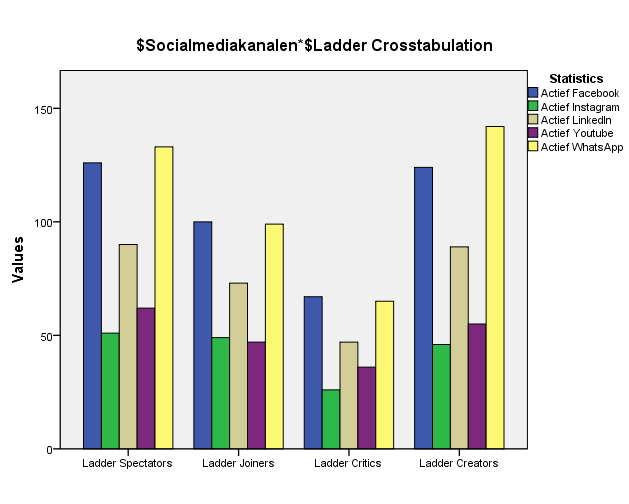 $Socialmediakanalen*$Ladder Crosstabulation
Statistics
Actief Facebook
Actief Instagram
Actief LinkedIn
Actief Youtube
Actief WhatsApp
Values
150
100
50
0
Ladder Spectators
Ladder Joiners
Ladder Critics
Ladder Creators